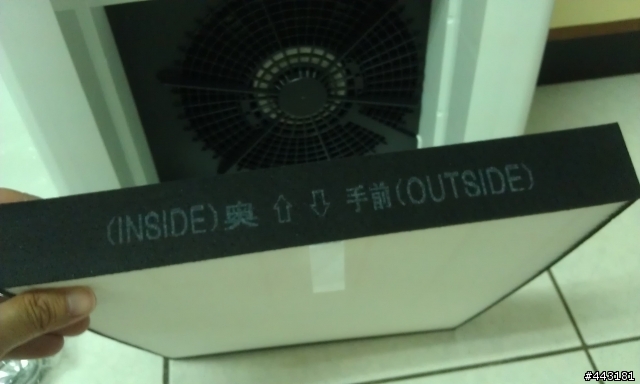 (INSIDE)奥 ⇧ ⇩ 手前(OUTSIDE)
#443181